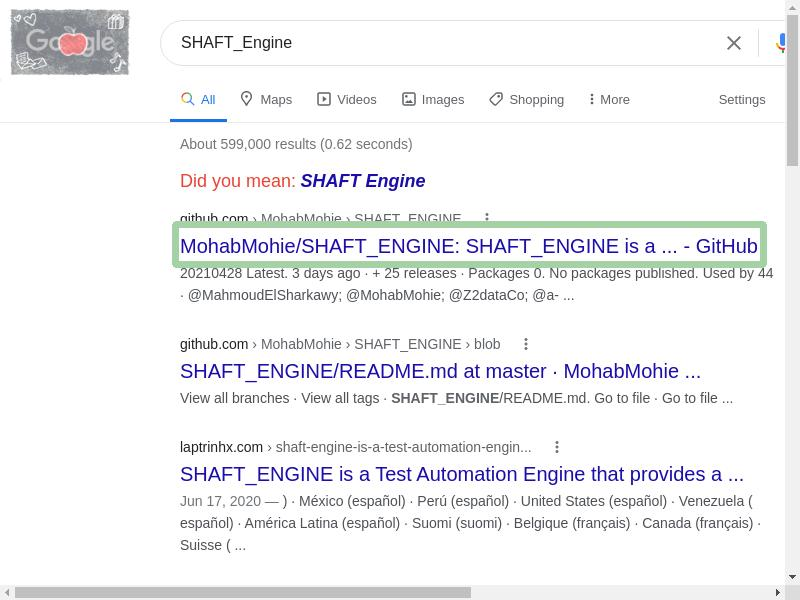 Google
SHAFT_Engine
All Maps Videos Images Shopping More Settings
About 599,000 results (0.62 seconds)
Did you mean: SHAFT Engine
github.com › MohabMohie › SHAFT_ENGINE
MohabMohie/SHAFT_ENGINE: SHAFT_ENGINE is a ... - GitHub
20210428 Latest. 3 days ago · + 25 releases · Packages 0. No packages published. Used by 44
· @MahmoudElSharkawy; @MohabMohie; @Z2dataCo; @a- ...
github.com › MohabMohie › SHAFT_ENGINE › blob
SHAFT_ENGINE/README.md at master · MohabMohie ...
View all branches · View all tags · SHAFT_ENGINE/README.md. Go to file · Go to file ...
laptrinhx.com › shaft-engine-is-a-test-automation-engin...
SHAFT_ENGINE is a Test Automation Engine that provides a ...
Jun 17, 2020 — ) · México (español) · Perú (español) · United States (español) · Venezuela (
español) · América Latina (español) · Suomi (suomi) · Belgique (français) · Canada (français) ·
Suisse ( ...